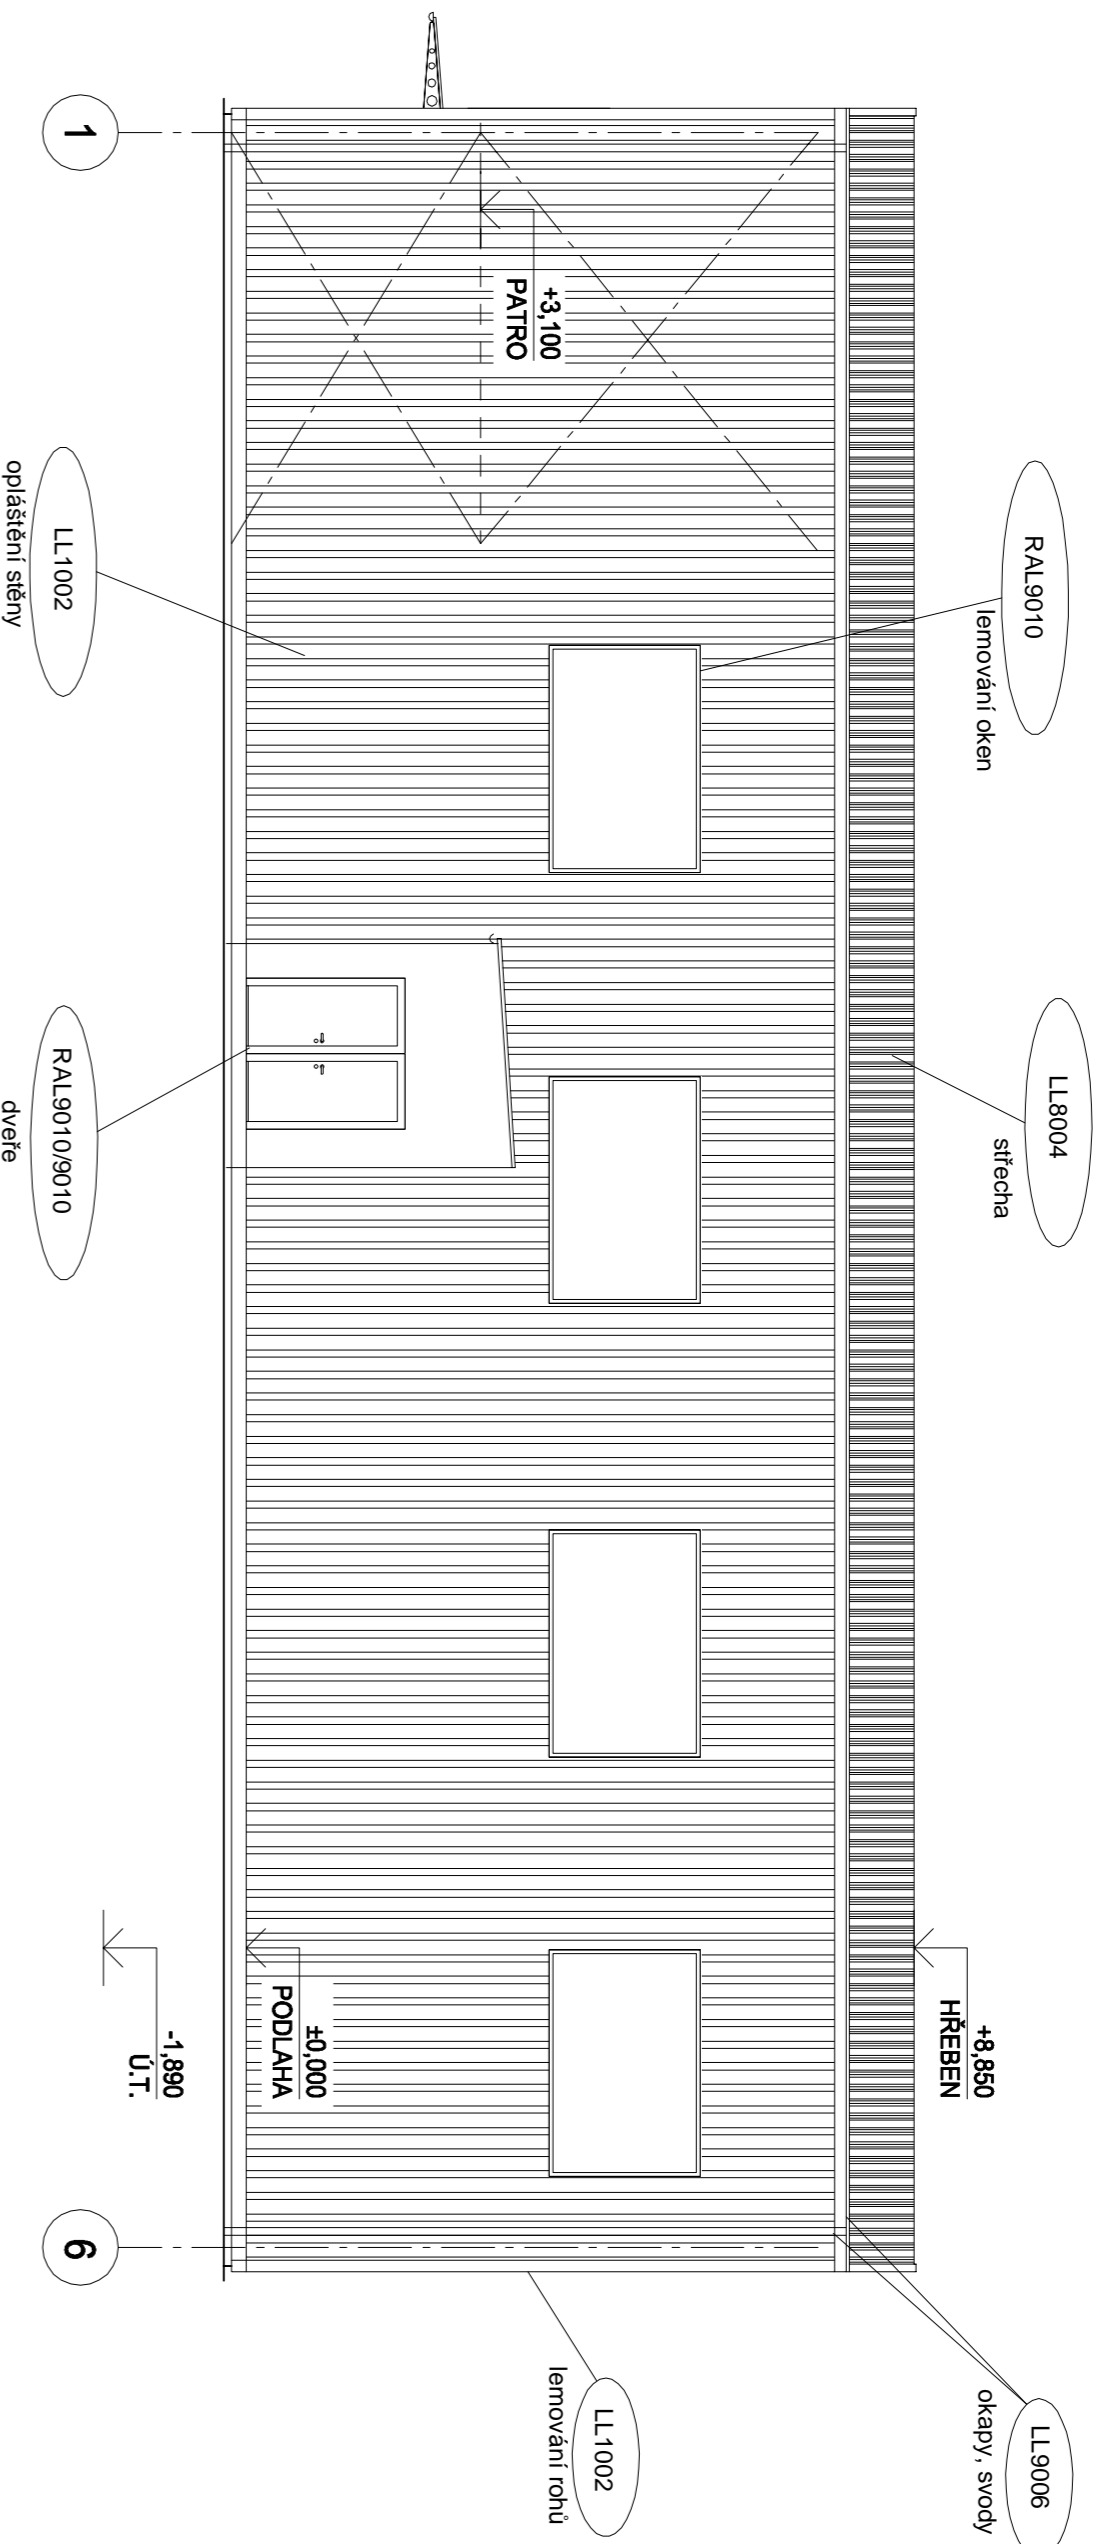 RAL9010
lemování oken
LL8004
střecha
+8,850
HŘEBEN
LL9006
okapy, svody
+3,100
PATRO
LL1002
lemování rohů
±0,000
PODLAHA
-1,890
Ú.T.
1
LL1002
opláštění stěny
RAL9010/9010
dveře
6